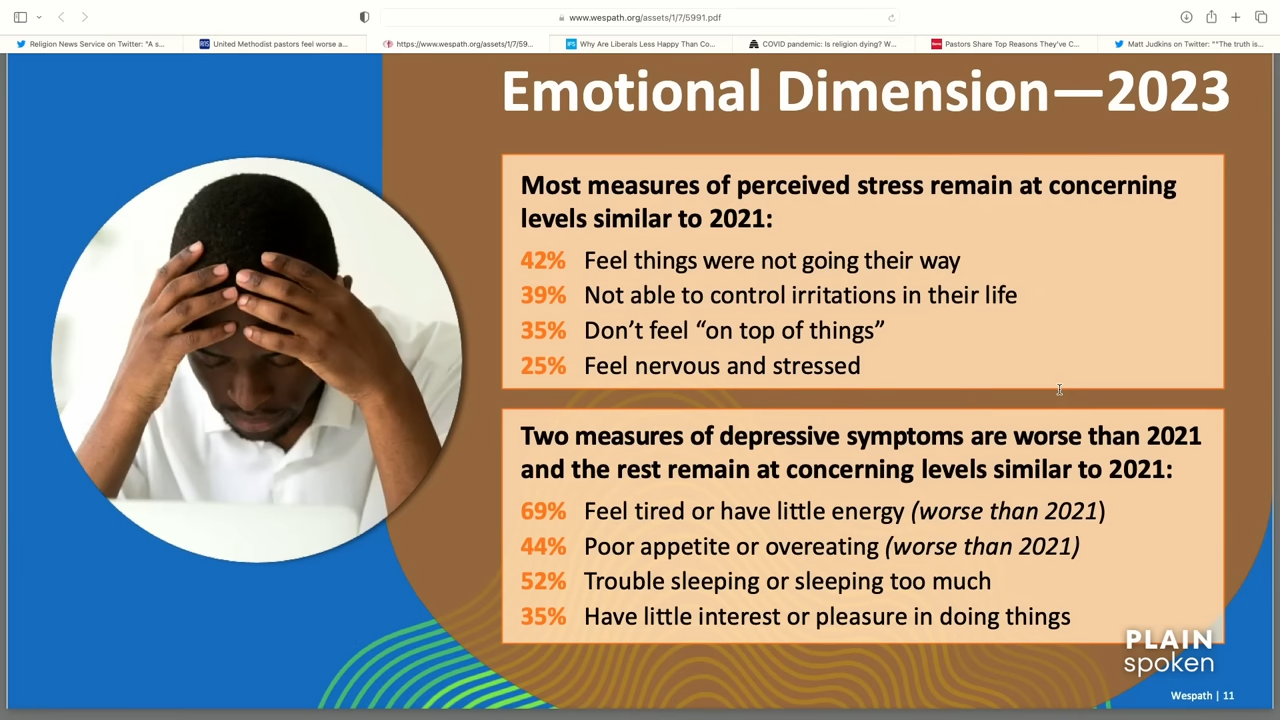 www.wespath.org/assets/1/7/5991.pdf
Religion News Service on Twitter: "A s...
United Methodist pastors feel worse a...
https://www.wespath.org/assets/1/7/59...
Why Are Liberals Less Happy Than Co...
COVID pandemic: Is religion dying? W...
Pastors Share Top Reasons They've C...
Matt Judkins on Twitter: ""The truth is...
Emotional Dimension—2023
Most measures of perceived stress remain at concerning
levels similar to 2021:
42% Feel things were not going their way
39% Not able to control irritations in their life
35% Don't feel “on top of things”
25% Feel nervous and stressed
Two measures of depressive symptoms are worse than 2021
and the rest remain at concerning levels similar to 2021:
69% Feel tired or have little energy (worse than 2021)
44% Poor appetite or overeating (worse than 2021)
52% Trouble sleeping or sleeping too much
35% Have little interest or pleasure in doing things
PLAIN
spoken
Wespath | 11